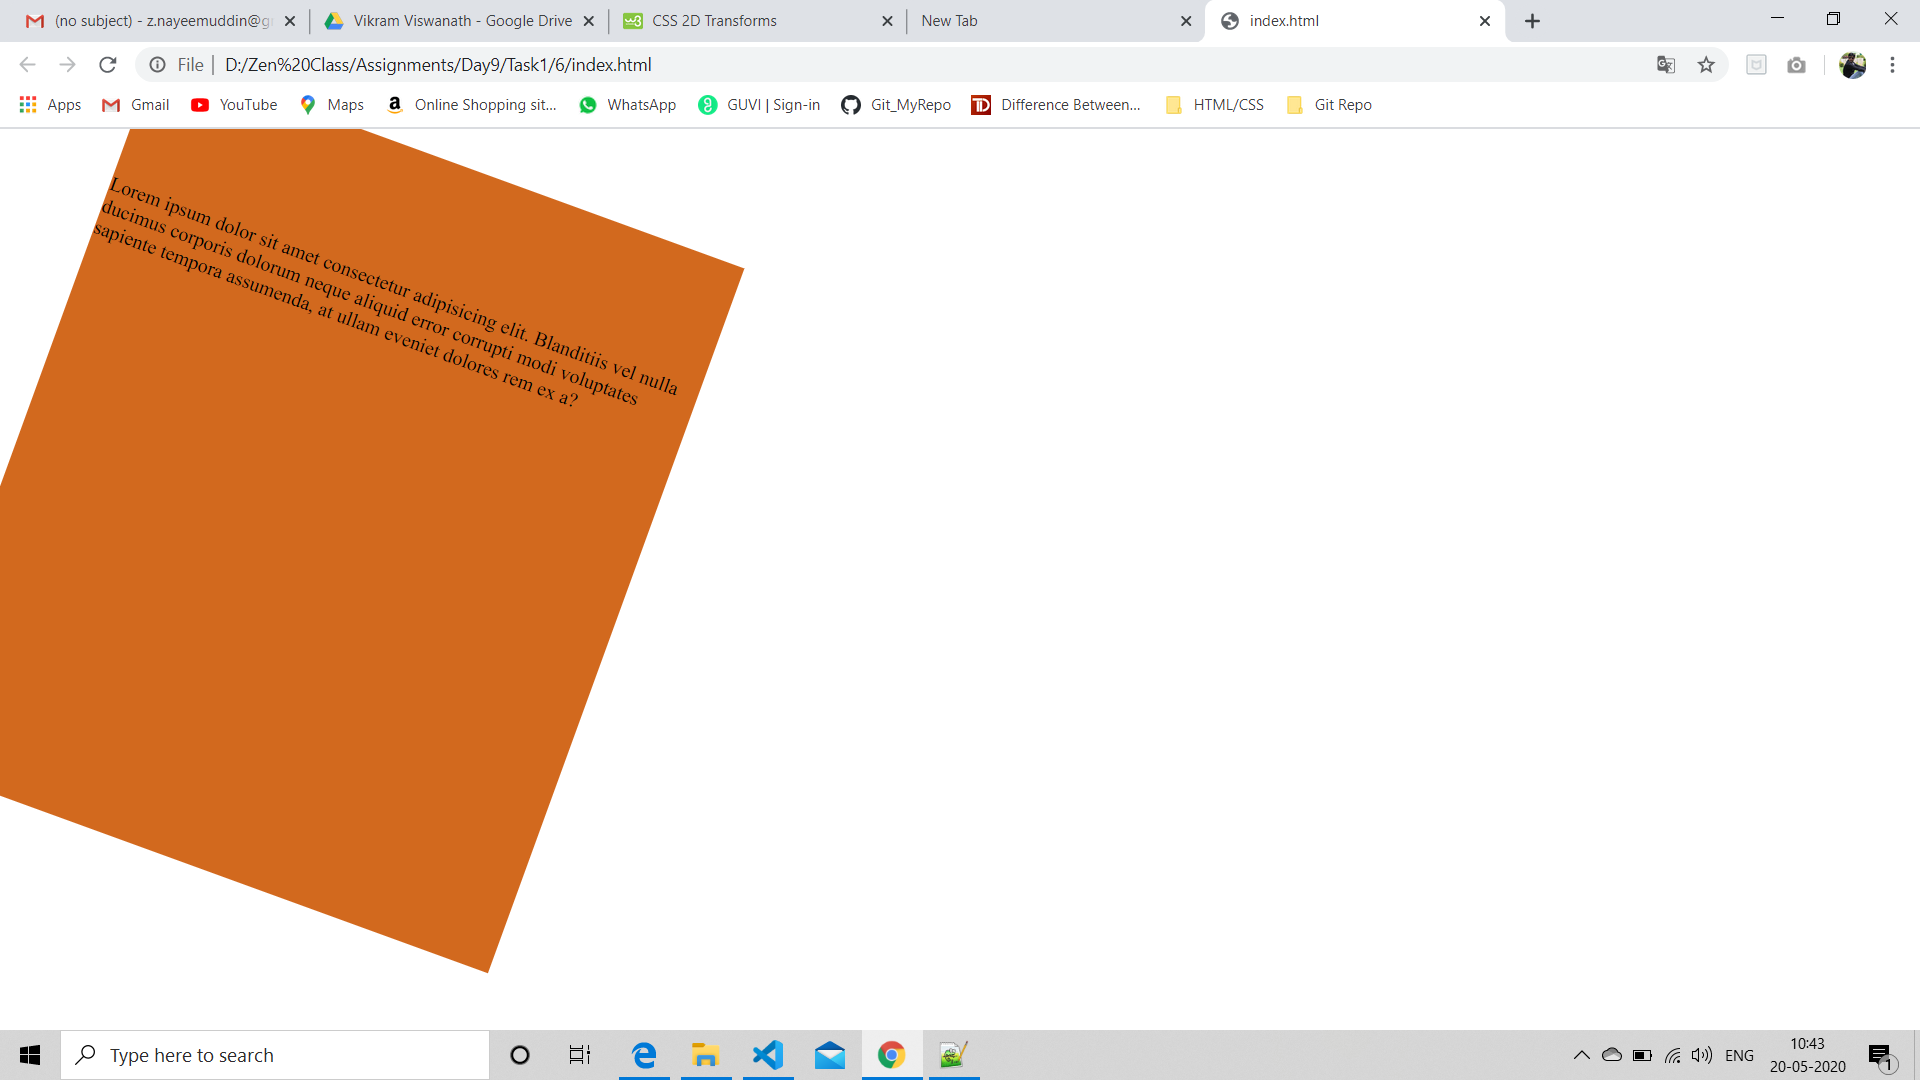 (no subject) - z.nayeemuddin@g
Vikram Viswanath - Google Drive
CSS 2D Transforms
New Tab
index.html
File | D:/Zen%20Class/Assignments/Day9/Task1/6/index.html
Apps
Gmail
YouTube
Maps
Online Shopping sit...
WhatsApp
GUVI | Sign-in
Git_MyRepo
Difference Between...
HTML/CSS
Git Repo
Lorem ipsum dolor sit amet consectetur adipisicing elit. Blanditiis vel nulla
ducimus corporis dolorum neque aliquid error corrupti modi voluptates
sapiente tempora assumenda, at ullam eveniet dolores rem ex a?
Type here to search
ENG
10:43
20-05-2020
1